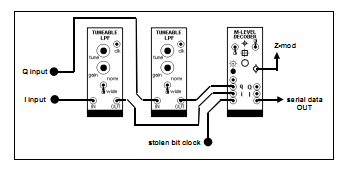 TUNEABLE
LPF
clk
tune
gain
norm
wide
IN
OUT
TUNEABLE
LPF
clk
tune
gain
norm
wide
IN
OUT
M-LEVEL
DECODER
Z-mod
Q input
I input
serial data
OUT
stolen bit clock